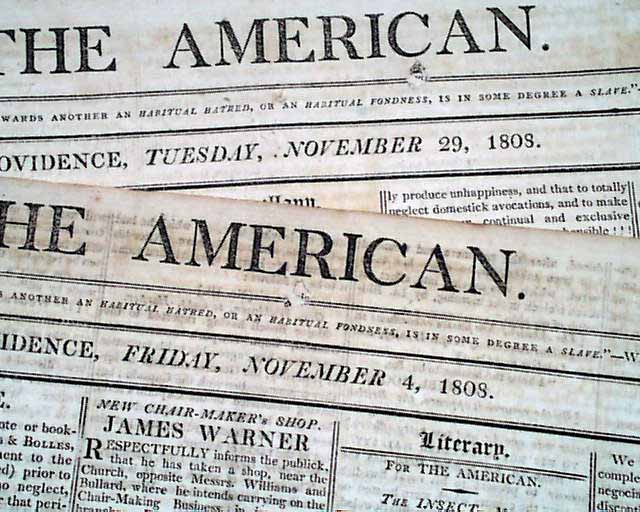 THE AMERICAN.
WARDS ANOTHER AN HABITUAL HATRED, OR AN HABITUAL FONDNESS, IS IN SOME DEGREE A SLAVE."
OVIDENCE, TUESDAY, NOVEMBER 29, 1808.
ly produce unhappiness, and that to totally
neglect domestick avocations, and to make
continual and exclusive
HE AMERICAN.
S ANOTHER AN HABITUAL HATRED, OR AN HABITUAL FONDNESS, IS IN SOME DEGREE A SLAVE."—W
IDENCE, FRIDAY, NOVEMBER 4, 1808.
E.
ote or book-
& BOLLES,
ment to the
ed) prior to
o neglect,
that peri-
NEW CHAIR-MAKER's SHOP.
JAMES WARNER
RESPECTFULLY informs the publick,
that he has taken a shop, near the
Church, opposite Messrs. Williams and
Bullard, where he intends carrying on the
Chair-Making Business, in
Literary.
FOR THE AMERICAN.
THE INSECT.
We
comple
negocia
discon